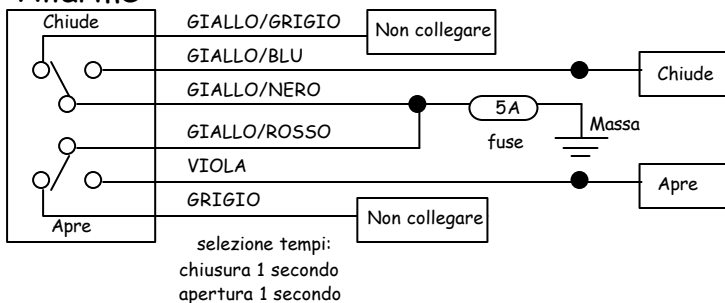 Chiude
GIALLO/GRIGIO
Non collegare
GIALLO/BLU
Chiude
GIALLO/NERO
5A
fuse
Massa
GIALLO/ROSSO
VIOLA
Apre
GRIGIO
Non collegare
Apre
selezione tempi:
chiusura 1 secondo
apertura 1 secondo